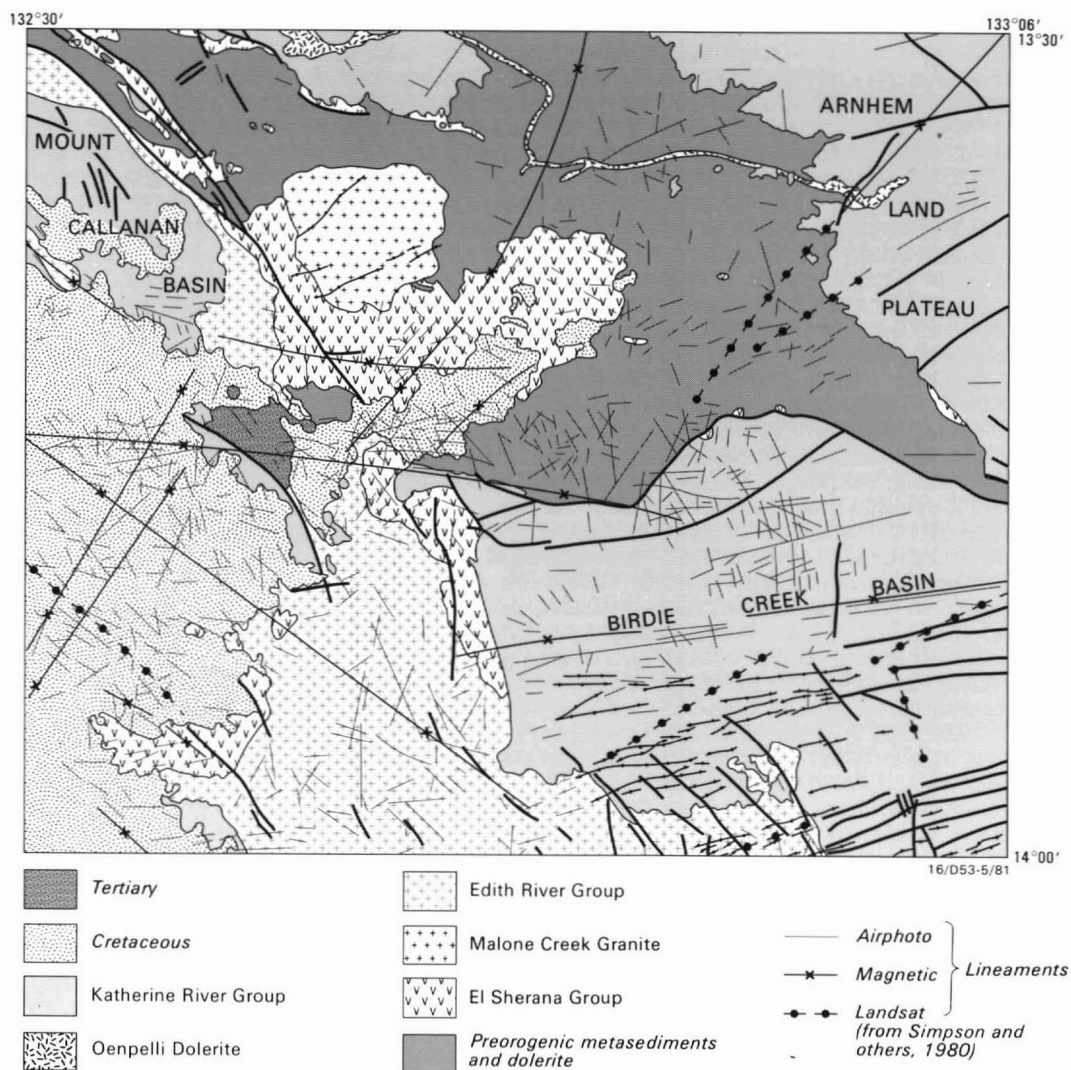 132°30'
133°06'
13°30'
ARNHEM
MOUNT
CALLANAN
LAND
BASIN
PLATEAU
BIRDIE CREEK BASIN
14°00'
16/D53-5/81
Tertiary
Cretaceous
Katherine River Group
Oenpelli Dolerite
Edith River Group
Malone Creek Granite
El Sherana Group
Preorogenic metasediments
and dolerite
Airphoto
Magnetic
Lineaments
Landsat
(from Simpson and
others, 1980)